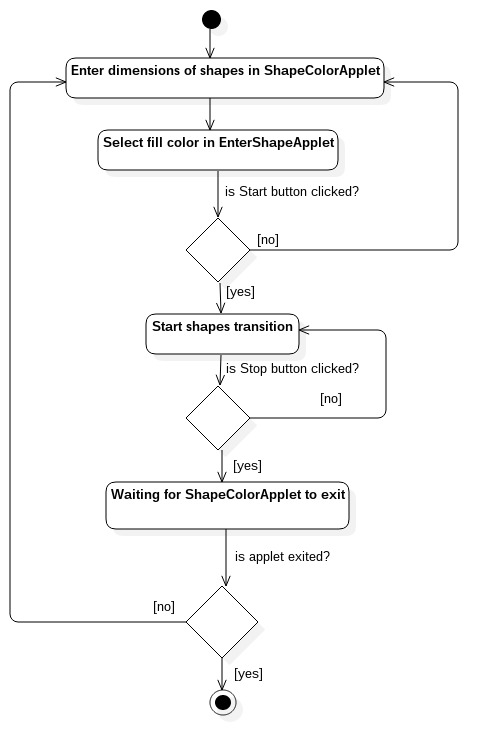 Enter dimensions of shapes in ShapeColorApplet
Select fill color in EnterShapeApplet
is Start button clicked?
[no]
[yes]
Start shapes transition
is Stop button clicked?
[no]
[yes]
Waiting for ShapeColorApplet to exit
is applet exited?
[no]
[yes]